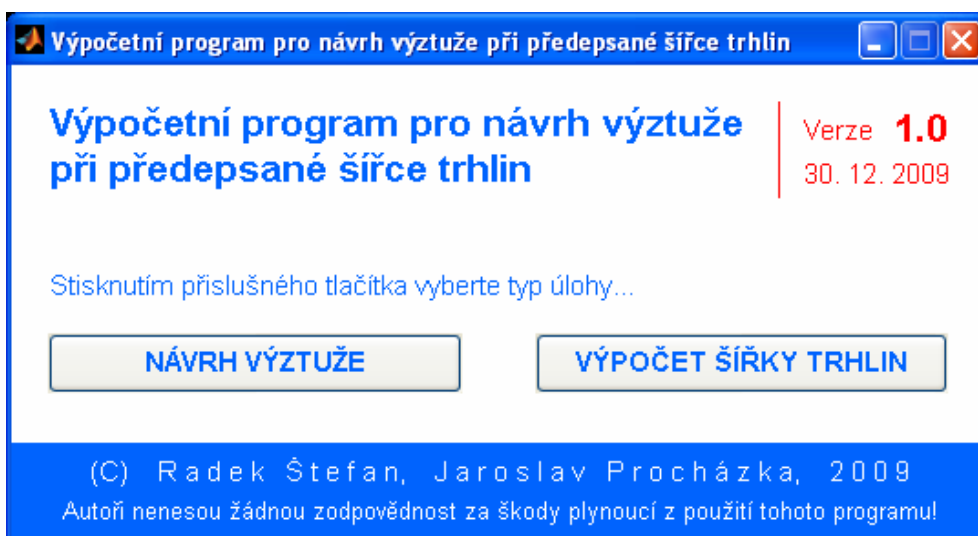 Výpočetní program pro návrh výztuže při předepsané šířce trhlin
Výpočetní program pro návrh výztuže
při předepsané šířce trhlin
Verze 1.0
30. 12. 2009
Stisknutím přislušného tlačítka vyberte typ úlohy...
NÁVRH VÝZTUŽE
VÝPOČET ŠÍŘKY TRHLIN
(C) Radek Štefan, Jaroslav Procházka, 2009
Autoři nenesou žádnou zodpovědnost za škody plynoucí z použití tohoto programu!